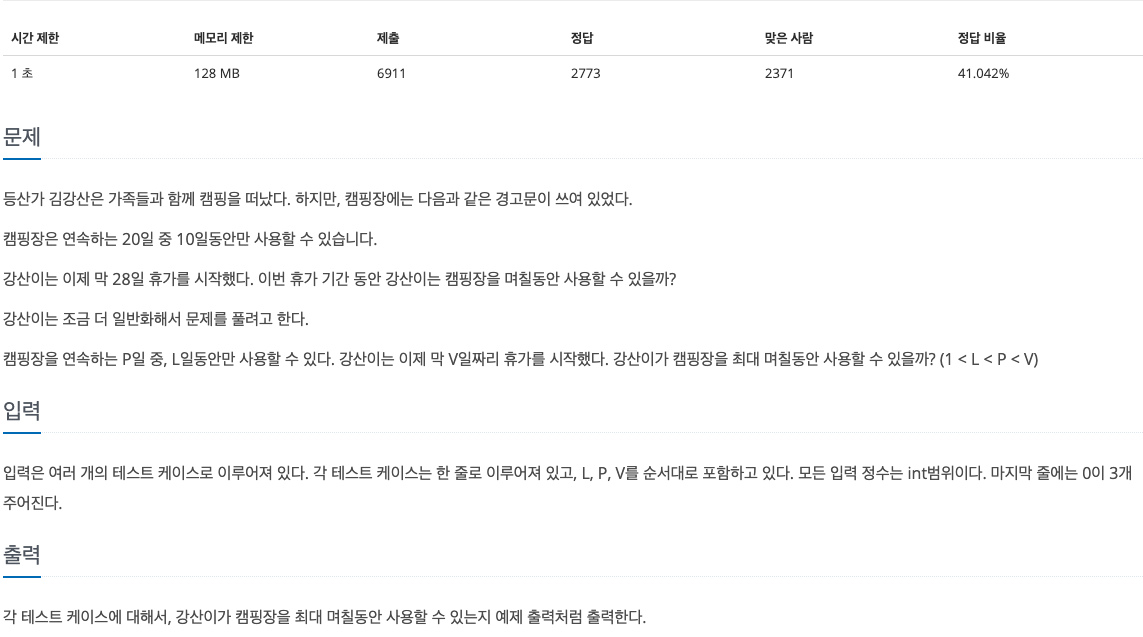 시간 제한 메모리 제한 제출 정답 맞은 사람 정답 비율
1 초 128 MB 6911 2773 2371 41.042%
문제
등산가 김강산은 가족들과 함께 캠핑을 떠났다. 하지만, 캠핑장에는 다음과 같은 경고문이 쓰여 있었다.
캠핑장은 연속하는 20일 중 10일동안만 사용할 수 있습니다.
강산이는 이제 막 28일 휴가를 시작했다. 이번 휴가 기간 동안 강산이는 캠핑장을 며칠동안 사용할 수 있을까?
강산이는 조금 더 일반화해서 문제를 풀려고 한다.
캠핑장을 연속하는 P일 중, L일동안만 사용할 수 있다. 강산이는 이제 막 V일짜리 휴가를 시작했다. 강산이가 캠핑장을 최대 며칠동안 사용할 수 있을까? (1 < L < P < V)
입력
입력은 여러 개의 테스트 케이스로 이루어져 있다. 각 테스트 케이스는 한 줄로 이루어져 있고, L, P, V를 순서대로 포함하고 있다. 모든 입력 정수는 int범위이다. 마지막 줄에는 0이 3개
주어진다.
출력
각 테스트 케이스에 대해서, 강산이가 캠핑장을 최대 며칠동안 사용할 수 있는지 예제 출력처럼 출력한다.